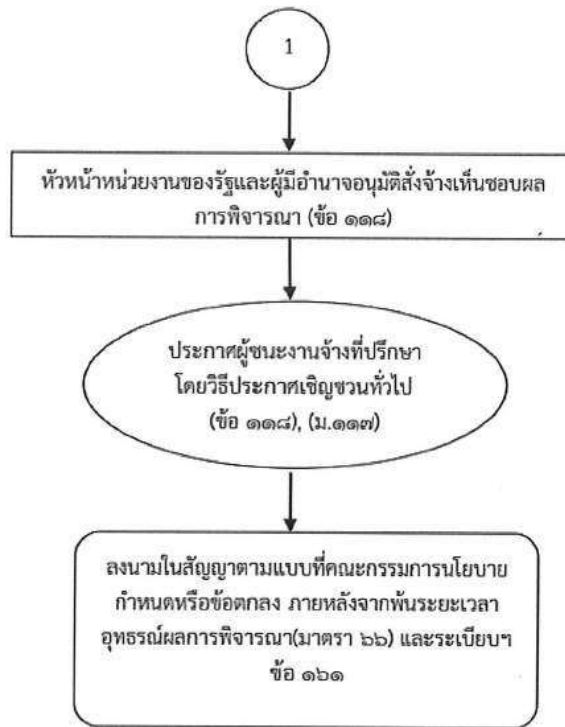 1
หัวหน้าหน่วยงานของรัฐและผู้มีอำนาจอนุมัติสั่งจ้างเห็นชอบผล
การพิจารณา (ข้อ ๑๑๘)
ประกาศผู้ชนะงานจ้างที่ปรึกษา
โดยวิธีประกาศเชิญชวนทั่วไป
(ข้อ ๑๑๘), (ม.๑๑๗)
ลงนามในสัญญาตามแบบที่คณะกรรมการนโยบาย
กำหนดหรือข้อตกลง ภายหลังจากพ้นระยะเวลา
อุทธรณ์ผลการพิจารณา(มาตรา ๖๖) และระเบียบฯ
ข้อ ๑๖๑